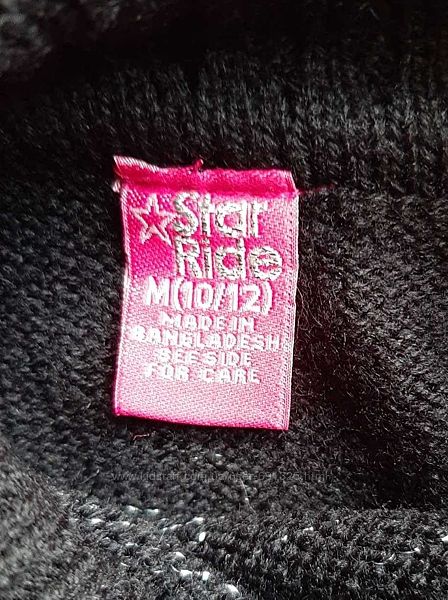 Star
Ride
M(10/12)
MADE IN
BANGLADESH
SEE SIDE
FOR CARE